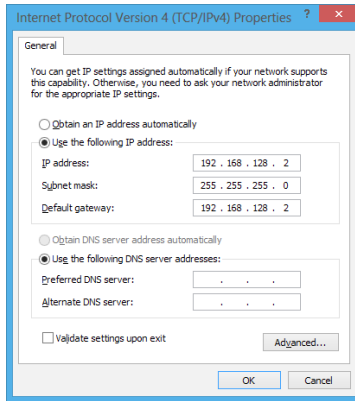 Internet Protocol Version 4 (TCP/IPv4) Properties ? ×
General
You can get IP settings assigned automatically if your network supports
this capability. Otherwise, you need to ask your network administrator
for the appropriate IP settings.
Obtain an IP address automatically
Use the following IP address:
IP address: 192 . 168 . 128 . 2
Subnet mask: 255 . 255 . 255 . 0
Default gateway: 192 . 168 . 128 . 2
Obtain DNS server address automatically
Use the following DNS server addresses:
Preferred DNS server: . . .
Alternate DNS server: . . .
Validate settings upon exit
Advanced...
OK Cancel